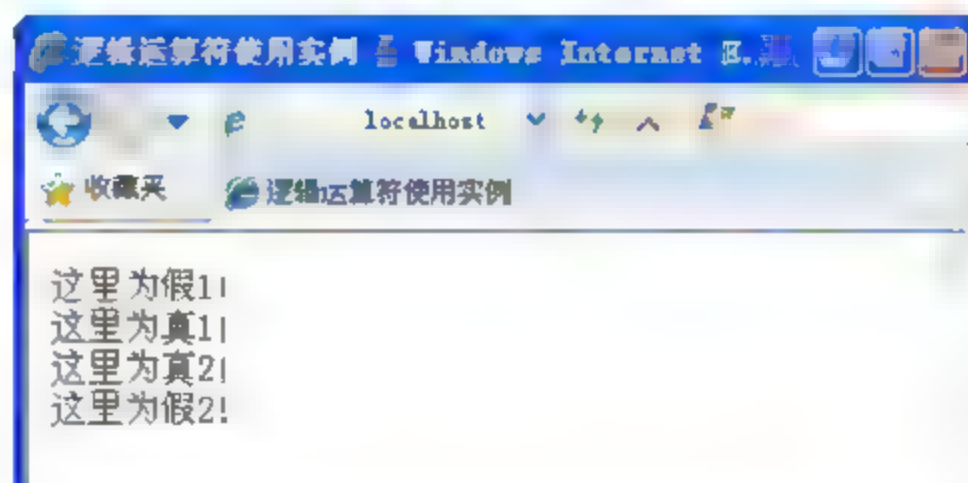 逻辑运算符使用实例 - Windows Internet E...
localhost
收藏夹 逻辑运算符使用实例
这里为假1!
这里为真1!
这里为真2!
这里为假2!